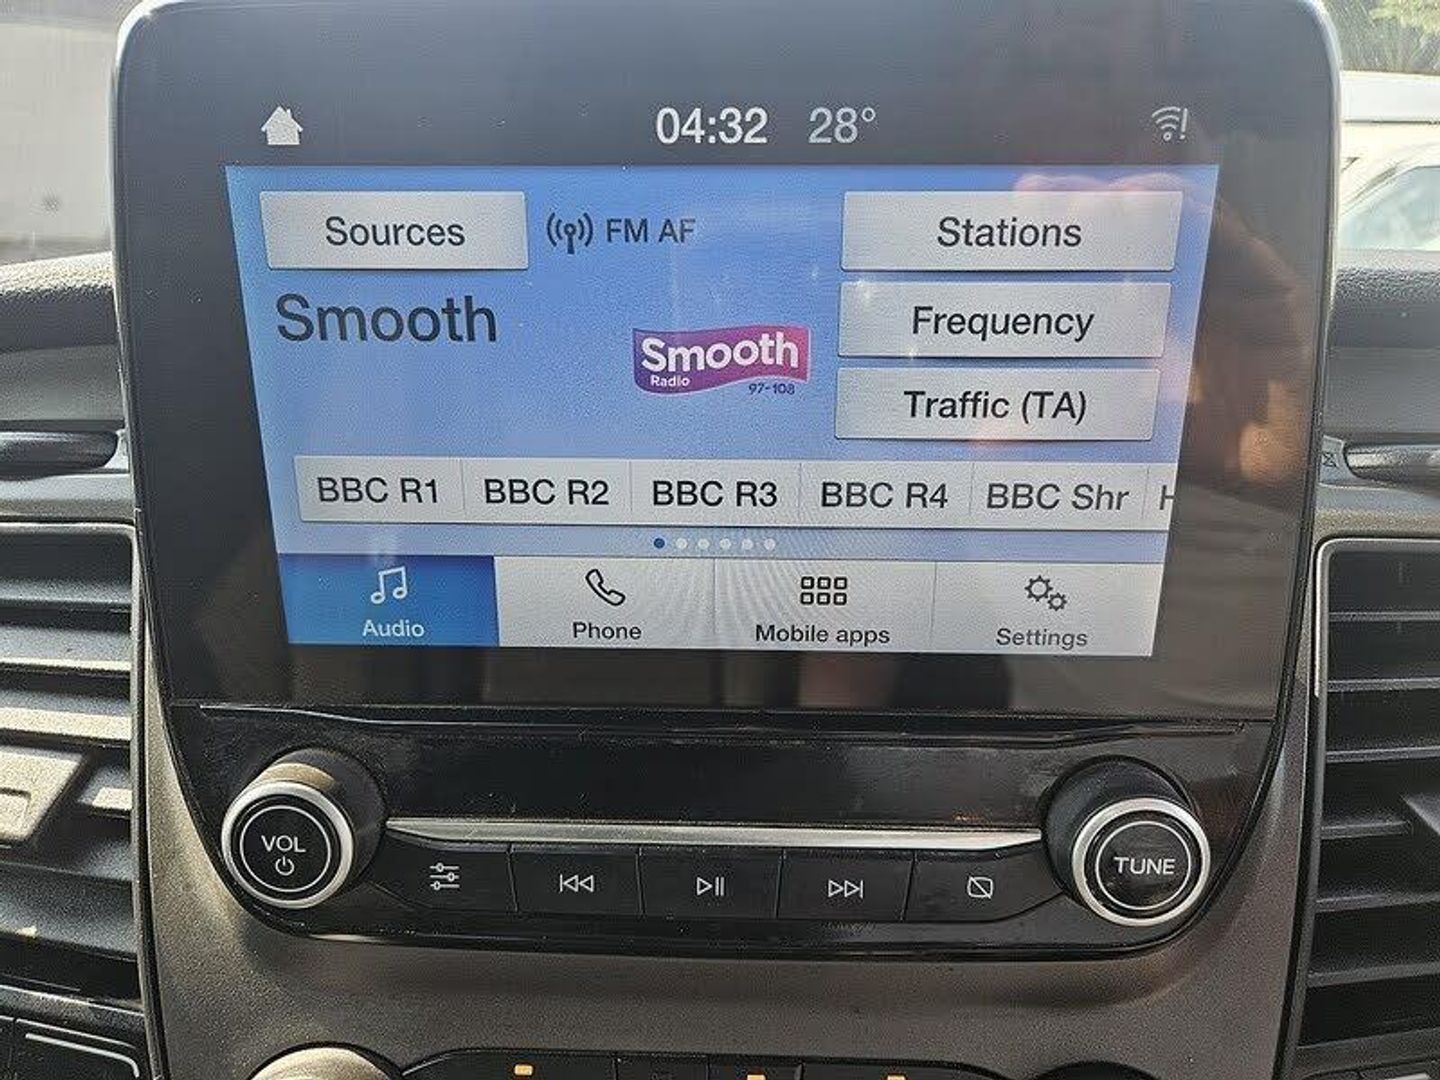 04:32 28°
Sources FM AF Stations
Smooth
Smooth
Radio
97-108
Frequency
Traffic (TA)
BBC R1 BBC R2 BBC R3 BBC R4 BBC Shr H
Audio Phone Mobile apps Settings
VOL
TUNE